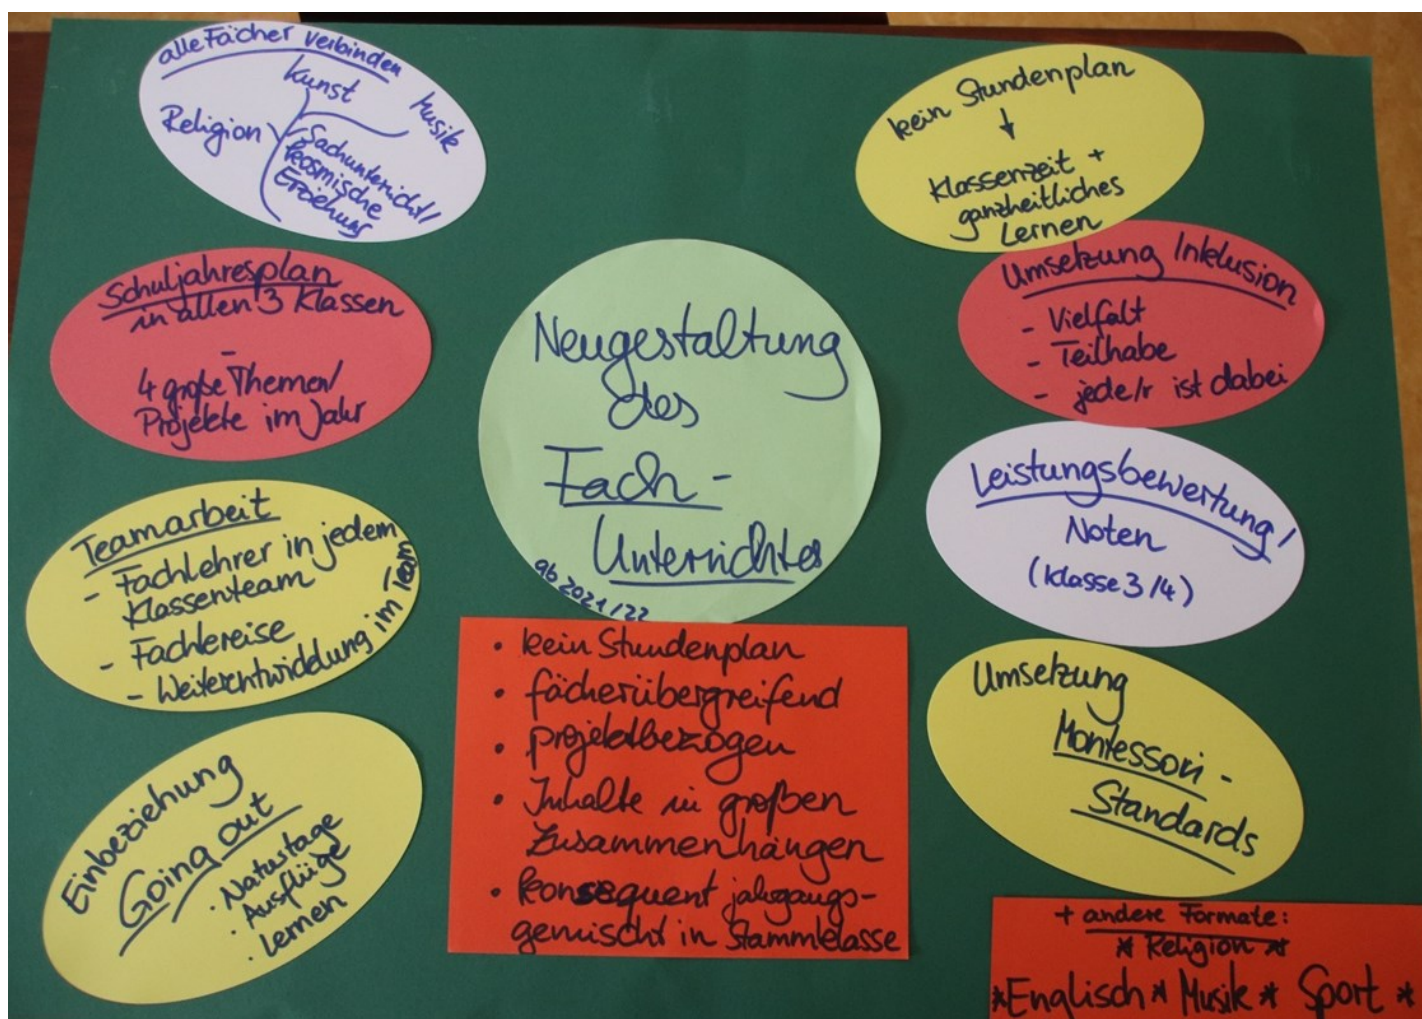 alle Fächer verbinden
Kunst
Musik
Religion
Sachunterricht/
kosmische
Erziehung
Schuljahresplan
in allen 3 Klassen
-
4 große Themen/
Projekte im Jahr
Teamarbeit
- Fachlehrer in jedem
Klassenteam
- Fachkreise
- Weiterentwicklung im Team
Einbeziehung
Going out
· Naturtage
· Ausflüge
· Lernen
Neugestaltung
des
Fach-
Unterrichtes
ab 2021/22
• kein Stundenplan
• fächerübergreifend
• projektbezogen
• Inhalte in großen
Zusammenhängen
• konsequent jahrgangs-
gemischt in Stammklasse
kein Stundenplan
↓
Klassenzeit +
ganzheitliches
Lernen
Umsetzung Inklusion
- Vielfalt
- Teilhabe
- jede/r ist dabei
Leistungsbewertung/
Noten
(Klasse 3/4)
Umsetzung
Montessori-
Standards
+ andere Formate:
* Religion *
*Englisch * Musik * Sport *